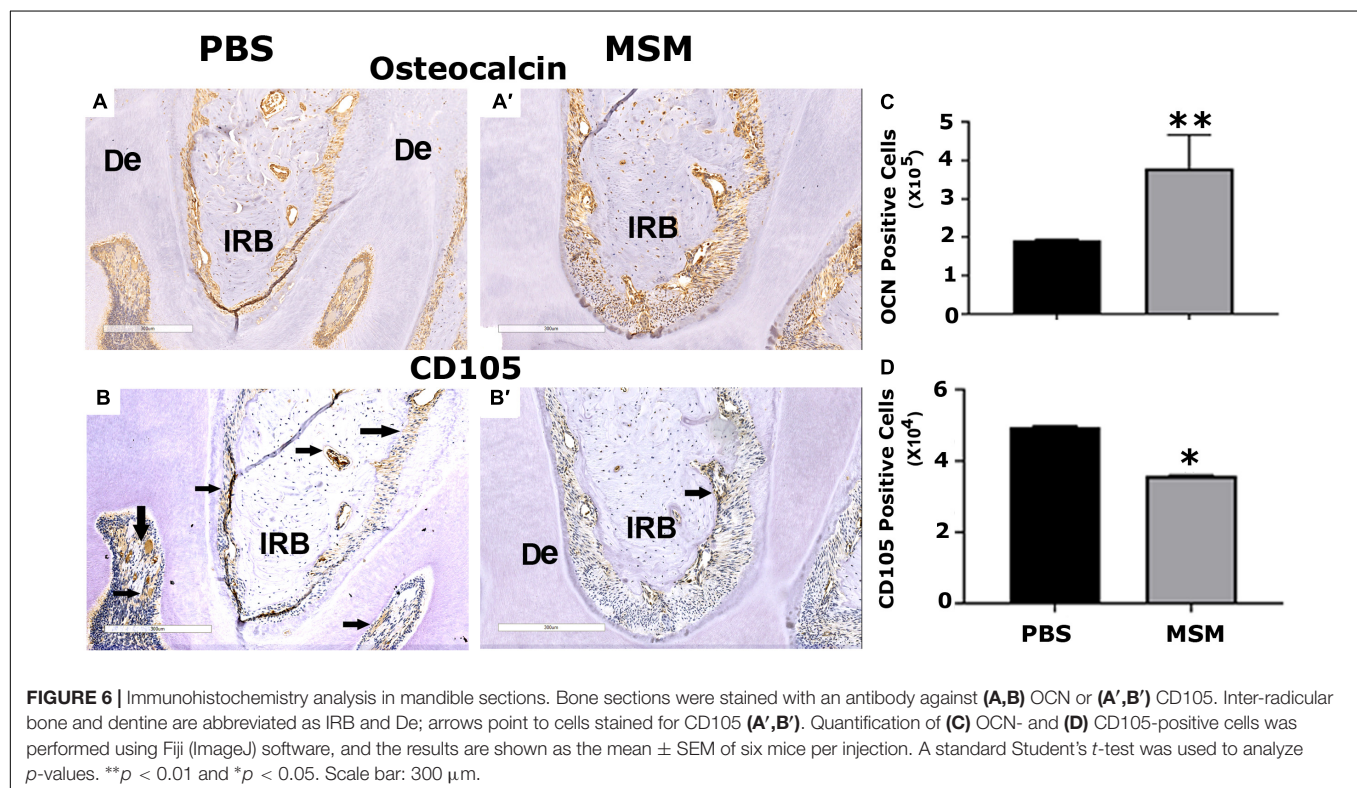 PBS MSM
Osteocalcin
A
De
De
IRB
300um
A′
IRB
300um
C
OCN Positive Cells
(X10⁵)
5
4
3
2
1
0
**
CD105
B
IRB
300um
B′
IRB
De
300um
D
CD105 Positive Cells
(X10⁴)
6
4
2
0
*
PBS MSM
FIGURE 6 | Immunohistochemistry analysis in mandible sections. Bone sections were stained with an antibody against (A,B) OCN or (A′,B′) CD105. Inter-radicular
bone and dentine are abbreviated as IRB and De; arrows point to cells stained for CD105 (A′,B′). Quantification of (C) OCN- and (D) CD105-positive cells was
performed using Fiji (ImageJ) software, and the results are shown as the mean ± SEM of six mice per injection. A standard Student's t-test was used to analyze
p-values. **p < 0.01 and *p < 0.05. Scale bar: 300 μm.